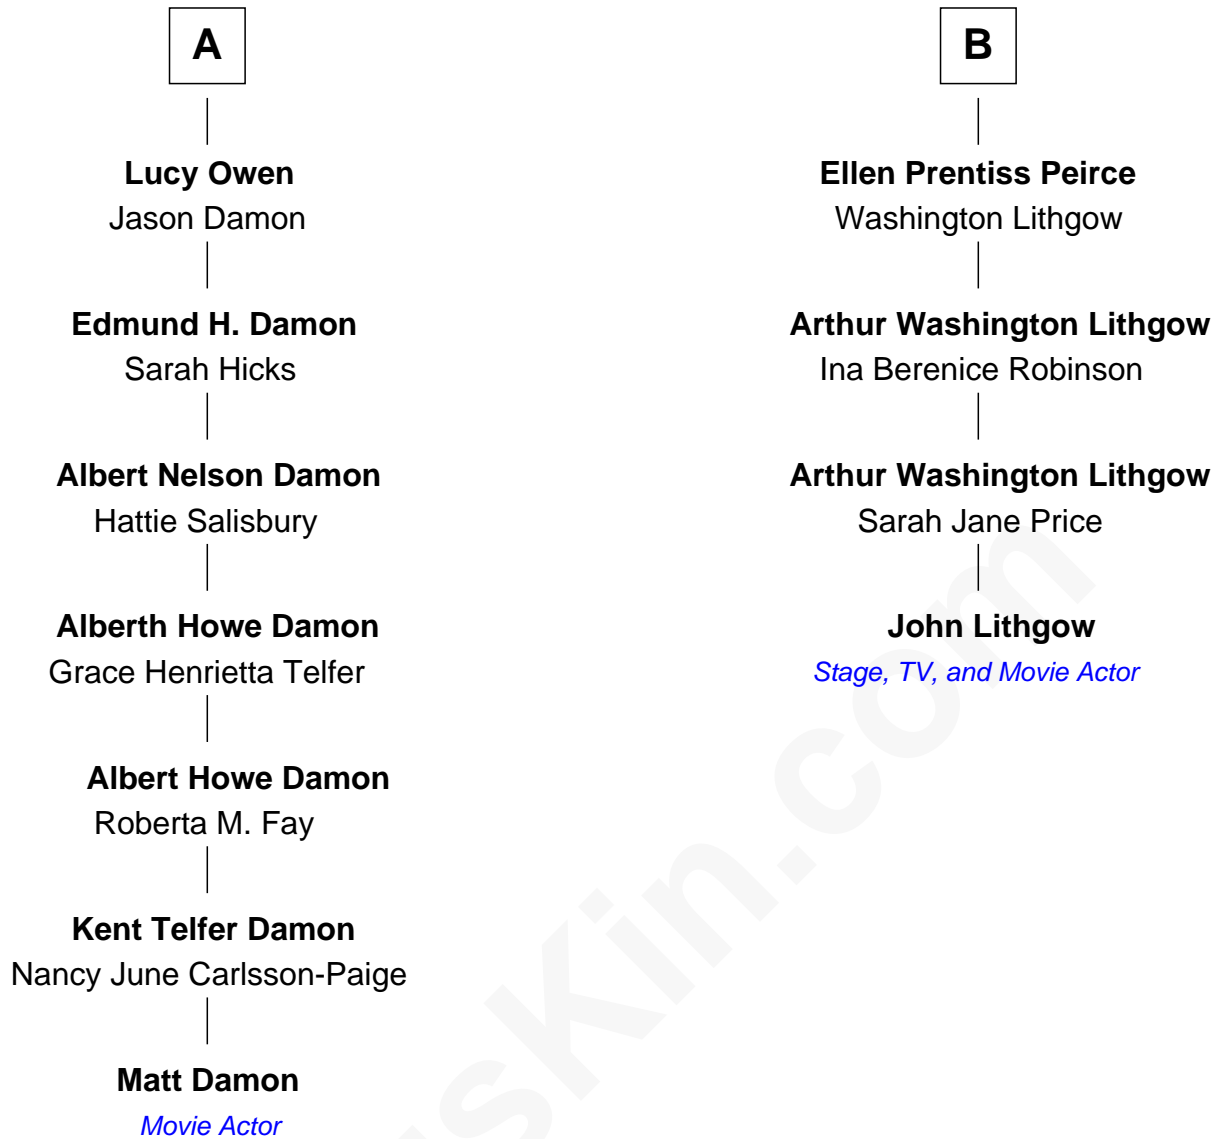 A
Lucy Owen
Jason Damon
Edmund H. Damon
Sarah Hicks
Albert Nelson Damon
Hattie Salisbury
Alberth Howe Damon
Grace Henrietta Telfer
Albert Howe Damon
Roberta M. Fay
Kent Telfer Damon
Nancy June Carlsson-Paige
Matt Damon
Movie Actor
B
Ellen Prentiss Peirce
Washington Lithgow
Arthur Washington Lithgow
Ina Berenice Robinson
Arthur Washington Lithgow
Sarah Jane Price
John Lithgow
Stage, TV, and Movie Actor
sKin.com